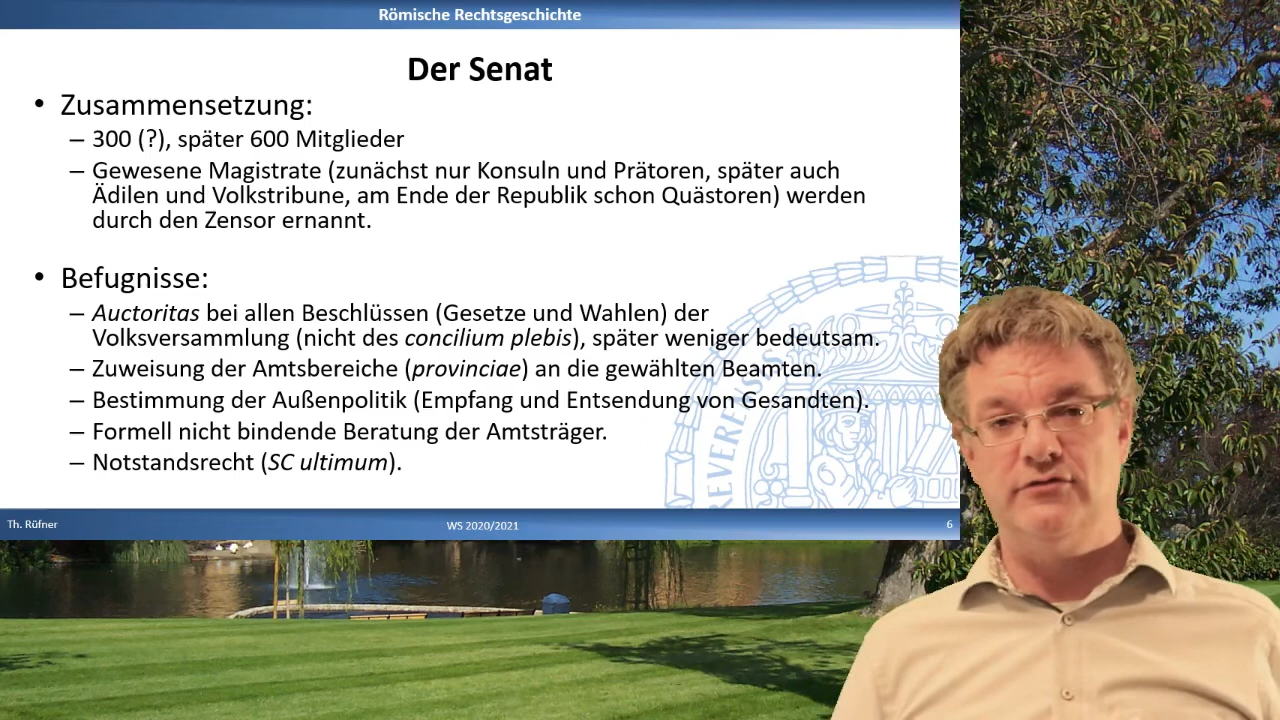 Römische Rechtsgeschichte
Der Senat
• Zusammensetzung:
– 300 (?), später 600 Mitglieder
– Gewesene Magistrate (zunächst nur Konsuln und Prätoren, später auch
Ädilen und Volkstribune, am Ende der Republik schon Quästoren) werden
durch den Zensor ernannt.
• Befugnisse:
– Auctoritas bei allen Beschlüssen (Gesetze und Wahlen) der
Volksversammlung (nicht des concilium plebis), später weniger bedeutsam.
– Zuweisung der Amtsbereiche (provinciae) an die gewählten Beamten.
– Bestimmung der Außenpolitik (Empfang und Entsendung von Gesandten).
– Formell nicht bindende Beratung der Amtsträger.
– Notstandsrecht (SC ultimum).
Th. Rüfner
WS 2020/2021
6